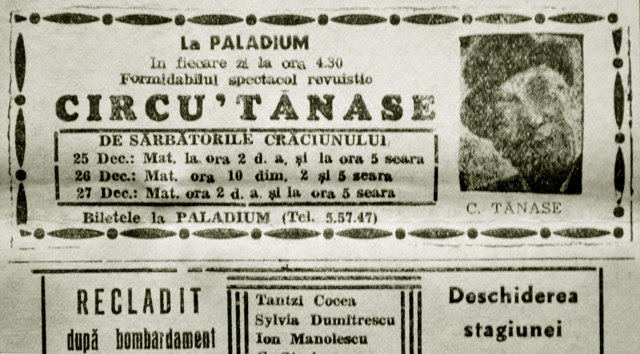 La PALADIUM
In fiecare zi la ora 4.30
Formidabilul spectacol revuistic
CIRCU' TĂNASE
DE SĂRBĂTORILE CRĂCIUNULUI
25 Dec.: Mat. la ora 2 d. a, și la ora 5 seara
26 Dec.: Mat. ora 10 dim, 2 și 5 seara
27 Dec.: Mat. ora 2 d. a. și la ora 5 seara
Biletele la PALADIUM (Tel. 5.57.47)
C. TĂNASE
RECLADIT
după bombardament
Tantzi Cocea
Sylvia Dumitrescu
Ion Manolescu
Deschiderea
stagiunei